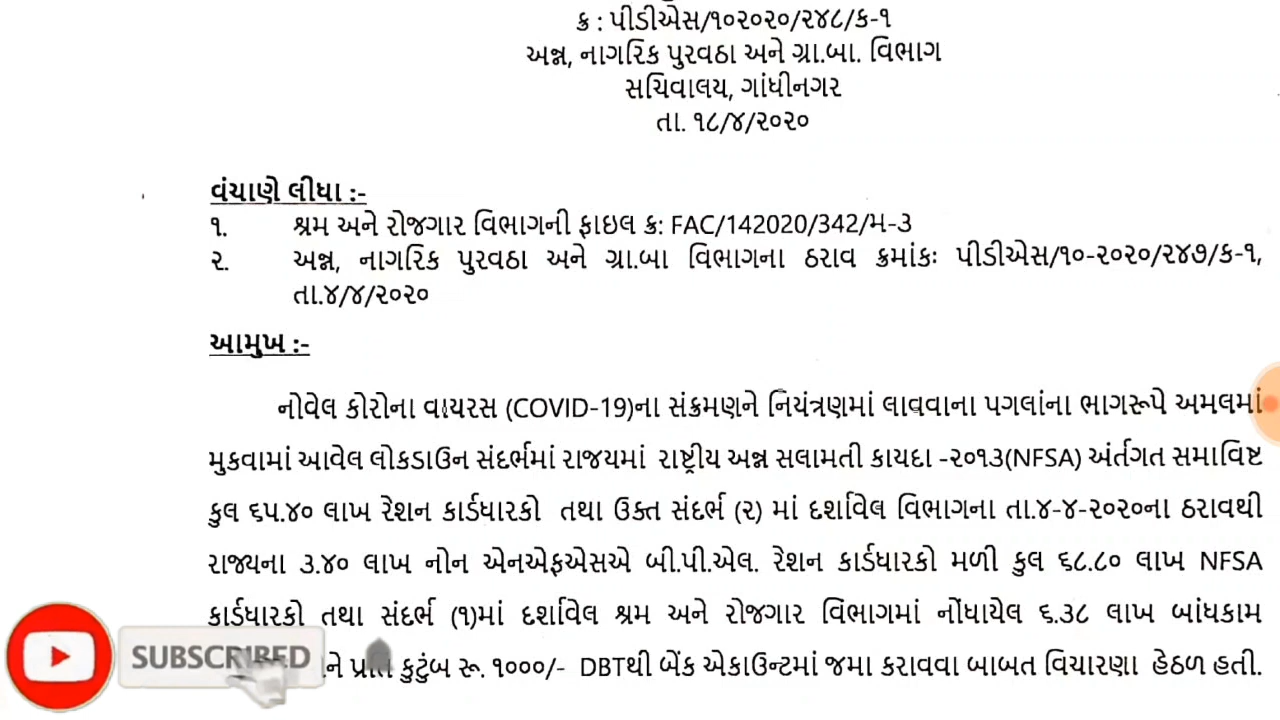 ક્ર : પીડીએસ/૧૦૨૦૨૦/૨૪૮/ક-૧
અન્ન, નાગરિક પુરવઠા અને ગ્રા.બા. વિભાગ
સચિવાલય, ગાંધીનગર
તા. ૧૮/૪/૨૦૨૦
વંચાણે લીધા :-
૧. શ્રમ અને રોજગાર વિભાગની ફાઇલ ક્ર: FAC/142020/342/મ-૩
૨. અન્ન, નાગરિક પુરવઠા અને ગ્રા.બા વિભાગના ઠરાવ ક્રમાંકઃ પીડીએસ/૧૦-૨૦૨૦/૨૪૭/ક-૧,
તા.૪/૪/૨૦૨૦
આમુખ :-
નોવેલ કોરોના વાયરસ (COVID-19)ના સંક્રમણને નિયંત્રણમાં લાવવાના પગલાંના ભાગરૂપે અમલમાં
મુકવામાં આવેલ લોકડાઉન સંદર્ભમાં રાજયમાં રાષ્ટ્રીય અન્ન સલામતી કાયદા -૨૦૧૩(NFSA) અંર્તગત સમાવિષ્ટ
કુલ ૬૫.૪૦ લાખ રેશન કાર્ડધારકો તથા ઉક્ત સંદર્ભ (૨) માં દર્શાવેલ વિભાગના તા.૪-૪-૨૦૨૦ના ઠરાવથી
રાજ્યના ૩.૪૦ લાખ નોન એનએફએસએ બી.પી.એલ. રેશન કાર્ડધારકો મળી કુલ ૬૮.૮૦ લાખ NFSA
કાર્ડધારકો તથા સંદર્ભ (૧)માં દર્શાવેલ શ્રમ અને રોજગાર વિભાગમાં નોંધાયેલ ૬.૩૮ લાખ બાંધકામ
ને પ્રતિ કુટુંબ રૂ. ૧૦૦૦/- DBTથી બેંક એકાઉન્ટમાં જમા કરાવવા બાબત વિચારણા હેઠળ હતી.
SUBSCRIBED